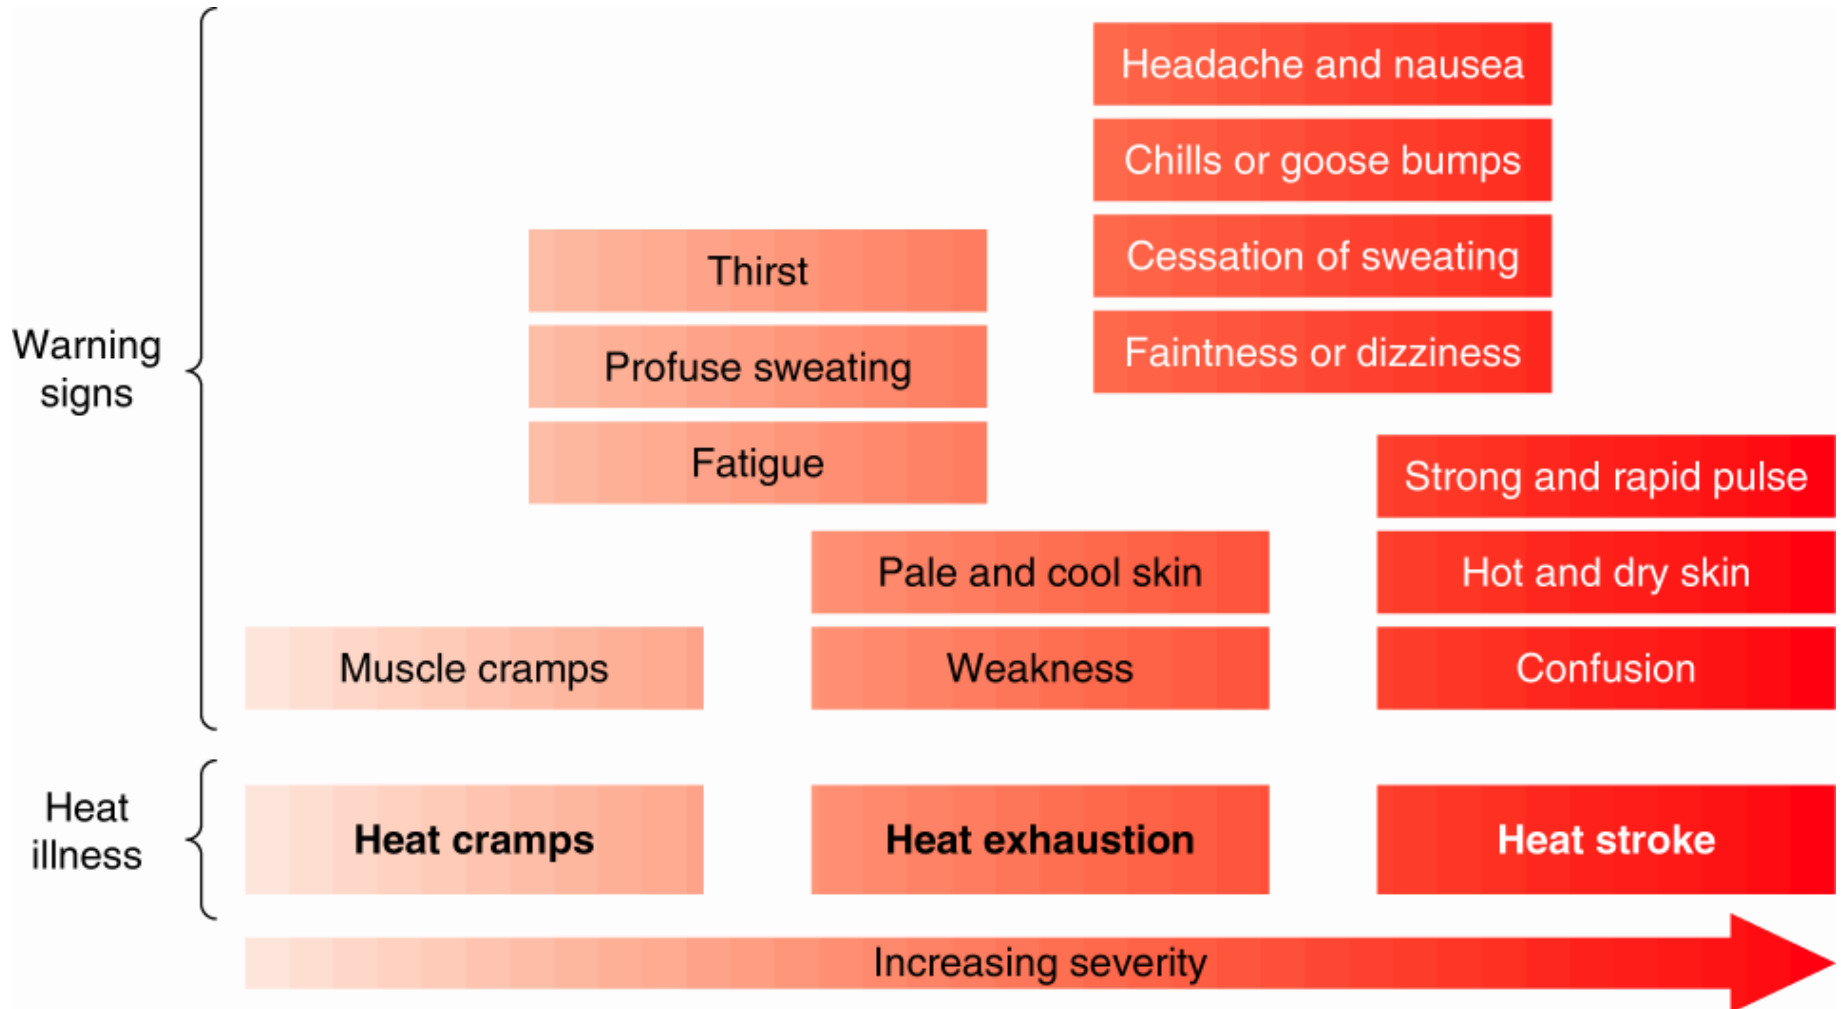 Headache and nausea
Chills or goose bumps
Cessation of sweating
Faintness or dizziness
Thirst
Profuse sweating
Fatigue
Warning
signs
Strong and rapid pulse
Pale and cool skin
Hot and dry skin
Muscle cramps
Weakness
Confusion
Heat
illness
Heat cramps
Heat exhaustion
Heat stroke
Increasing severity